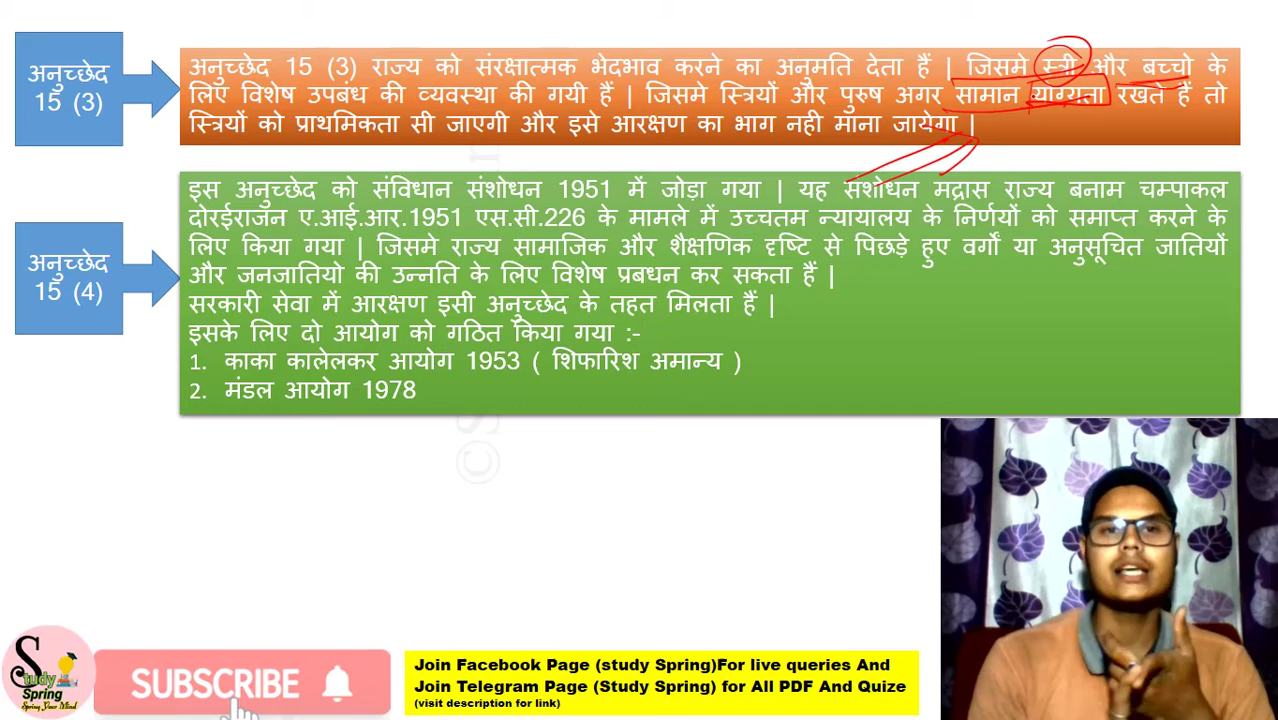 अनुच्छेद
15 (3)
अनुच्छेद 15 (3) राज्य को संरक्षात्मक भेदभाव करने का अनुमति देता हैं | जिसमे स्त्री और बच्चो के
लिए विशेष उपबंध की व्यवस्था की गयी हैं | जिसमे स्त्रियों और पुरुष अगर सामान योग्यता रखते हैं तो
स्त्रियों को प्राथमिकता सी जाएगी और इसे आरक्षण का भाग नही माना जायेगा |
अनुच्छेद
15 (4)
इस अनुच्छेद को संविधान संशोधन 1951 में जोड़ा गया | यह संशोधन मद्रास राज्य बनाम चम्पाकल
दोरईराजन ए.आई.आर.1951 एस.सी.226 के मामले में उच्चतम न्यायालय के निर्णयों को समाप्त करने के
लिए किया गया | जिसमे राज्य सामाजिक और शैक्षणिक दृष्टि से पिछड़े हुए वर्गों या अनुसूचित जातियों
और जनजातियो की उन्नति के लिए विशेष प्रबधन कर सकता हैं |
सरकारी सेवा में आरक्षण इसी अनुच्छेद के तहत मिलता हैं |
इसके लिए दो आयोग को गठित किया गया :-
1. काका कालेलकर आयोग 1953 ( शिफारिश अमान्य )
2. मंडल आयोग 1978
Study
Spring
Spring Your Mind
SUBSCRIBE
Join Facebook Page (study Spring)For live queries And
Join Telegram Page (Study Spring) for All PDF And Quize
(visit description for link)